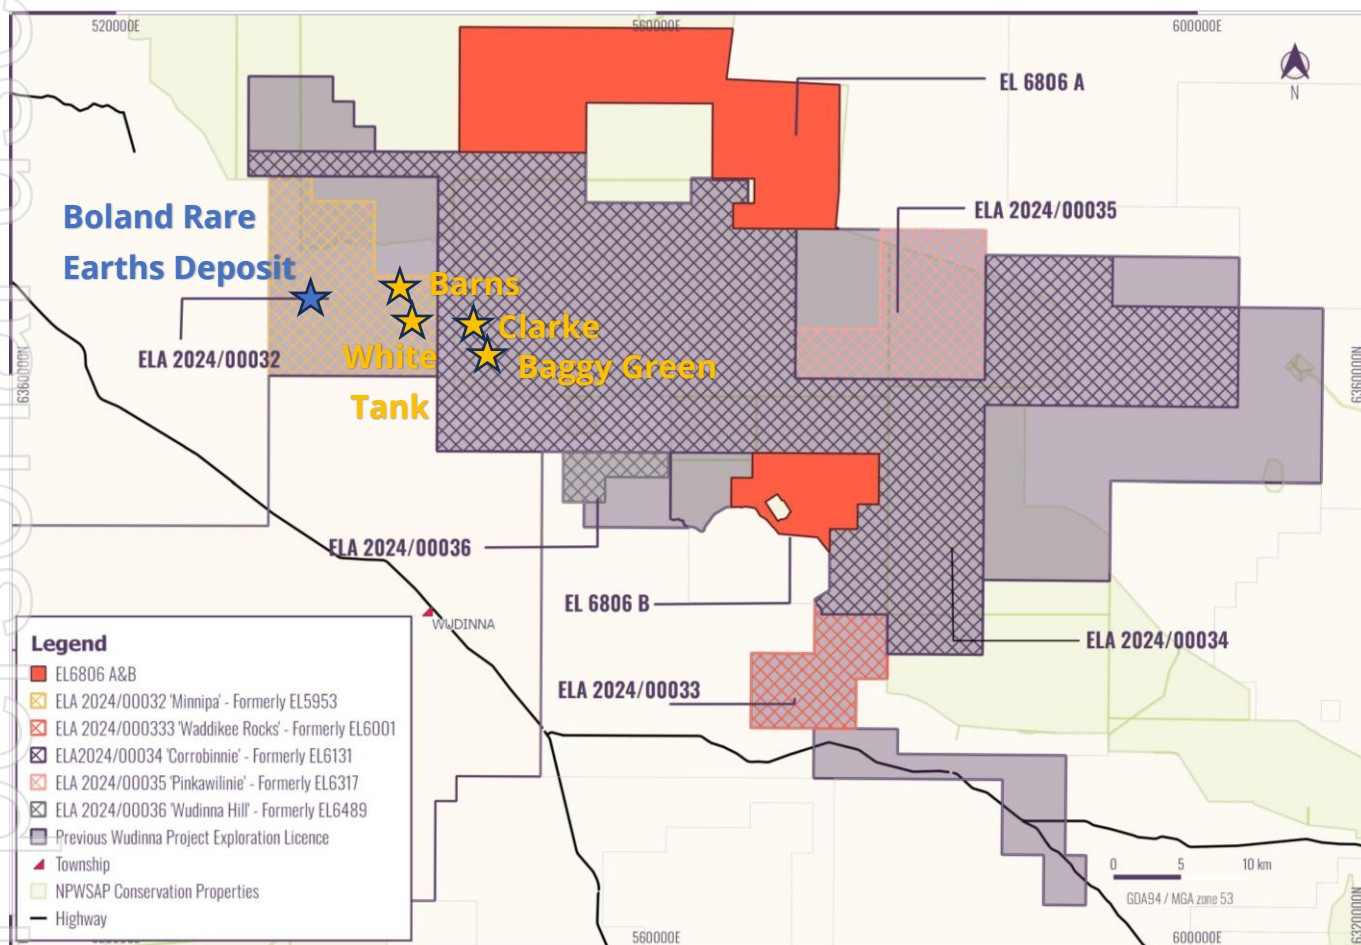 520000E
560000E
600000E
EL 6806 A
N
ELA 2024/00035
Boland Rare
Earths Deposit
Barns
Clarke
ELA 2024/00032
White
Baggy Green
Tank
6360000N
6360000N
ELA 2024/00036
EL 6806 B
WUDINNA
ELA 2024/00034
ELA 2024/00033
Legend
EL6806 A&B
ELA 2024/00032 'Minnipa' - Formerly EL5953
ELA 2024/000333 'Waddikee Rocks' - Formerly EL6001
ELA2024/00034 'Corrobinnie' - Formerly EL6131
ELA 2024/00035 'Pinkawilinie' - Formerly EL6317
ELA 2024/00036 'Wudinna Hill' - Formerly EL6489
Previous Wudinna Project Exploration Licence
Township
NPWSAP Conservation Properties
Highway
0 5 10 km
GDA94 / MGA zone 53
6320000N
560000E
600000E